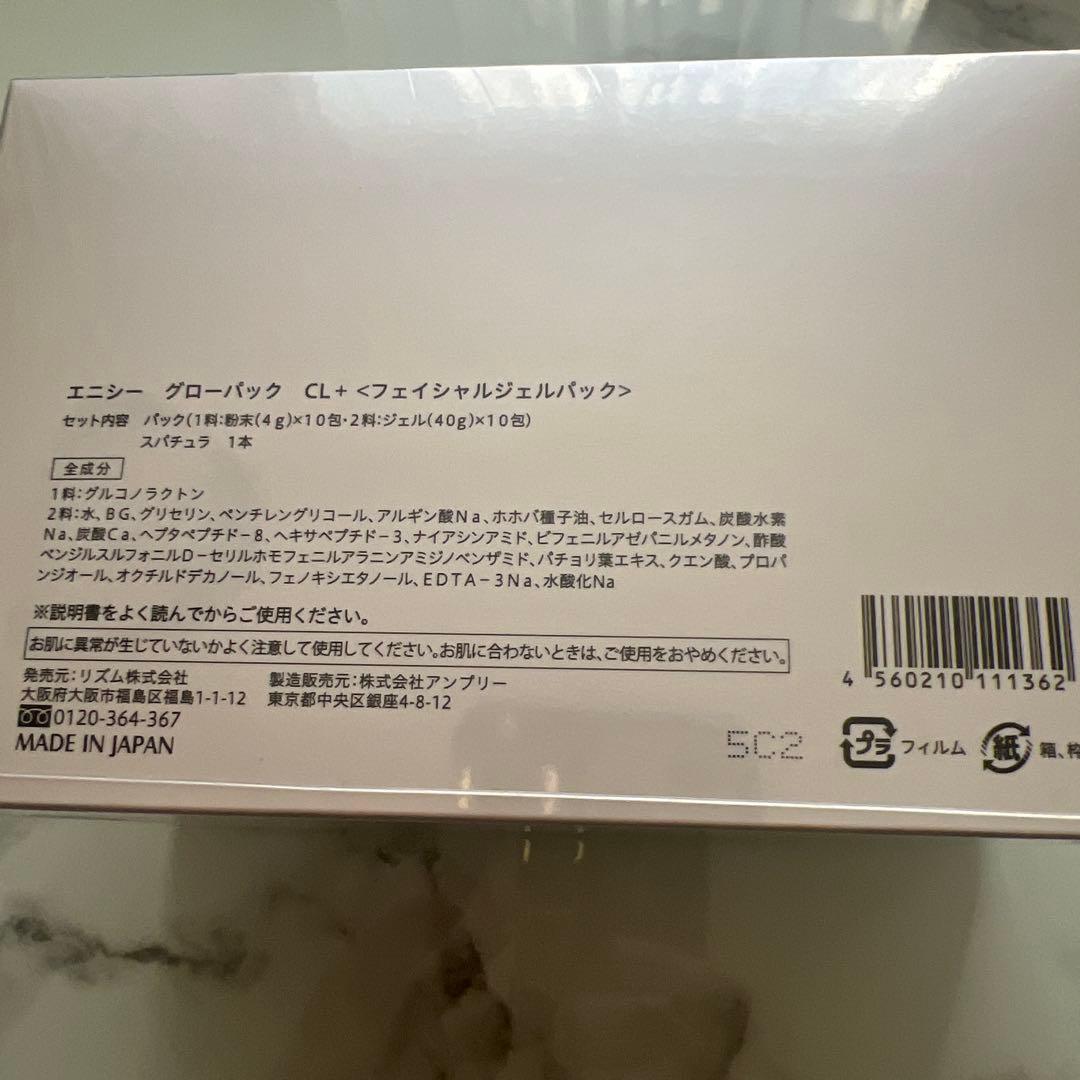 エニシー グローパック CL+ <フェイシャルジェルパック>
セット内容 パック(1料:粉末(4g)×10包・2料:ジェル(40g)×10包)
スパチュラ 1本
全成分
1料:グルコノラクトン
2料:水、BG、グリセリン、ペンチレングリコール、アルギン酸Na、ホホバ種子油、セルロースガム、炭酸水素
Na、炭酸Ca、ヘプタペプチド-8、ヘキサペプチド-3、ナイアシンアミド、ビフェニルアゼパニルメタノン、酢酸
ベンジルスルフォニルD-セリルホモフェニルアラニンアミジノベンザミド、パチョリ葉エキス、クエン酸、プロパ
ンジオール、オクチルドデカノール、フェノキシエタノール、EDTA-3Na、水酸化Na
※説明書をよく読んでからご使用ください。
お肌に異常が生じていないかよく注意して使用してください。お肌に合わないときは、ご使用をおやめください。
発売元:リズム株式会社 製造販売元:株式会社アンプリー
大阪府大阪市福島区福島1-1-12 東京都中央区銀座4-8-12
0120-364-367
MADE IN JAPAN
5C2
4 560210 111362
プラ フィルム 紙 箱、枠